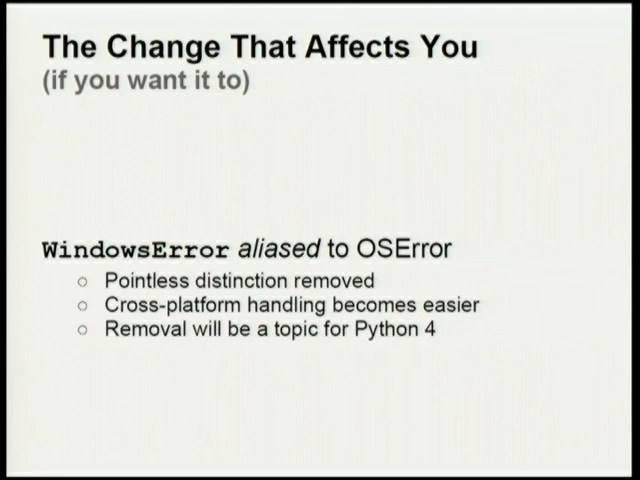 The Change That Affects You
(if you want it to)
WindowsError aliased to OSError
○ Pointless distinction removed
○ Cross-platform handling becomes easier
○ Removal will be a topic for Python 4